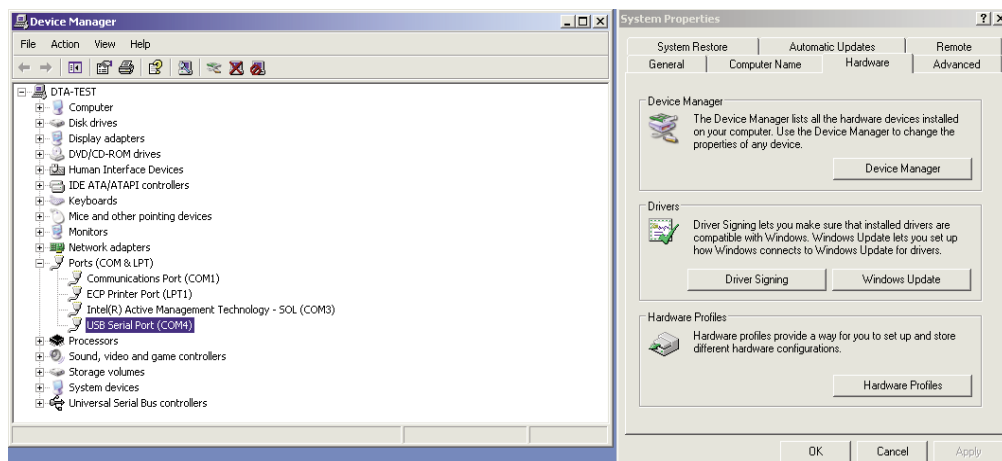 Device Manager
File Action View Help
DTA-TEST
Computer
Disk drives
Display adapters
DVD/CD-ROM drives
Human Interface Devices
IDE ATA/ATAPI controllers
Keyboards
Mice and other pointing devices
Monitors
Network adapters
Ports (COM & LPT)
Communications Port (COM1)
ECP Printer Port (LPT1)
Intel(R) Active Management Technology - SOL (COM3)
USB Serial Port (COM4)
Processors
Sound, video and game controllers
Storage volumes
System devices
Universal Serial Bus controllers
System Properties
System Restore Automatic Updates Remote
General Computer Name Hardware Advanced
Device Manager
The Device Manager lists all the hardware devices installed
on your computer. Use the Device Manager to change the
properties of any device.
Device Manager
Drivers
Driver Signing lets you make sure that installed drivers are
compatible with Windows. Windows Update lets you set up
how Windows connects to Windows Update for drivers.
Driver Signing Windows Update
Hardware Profiles
Hardware profiles provide a way for you to set up and store
different hardware configurations.
Hardware Profiles
OK Cancel Apply